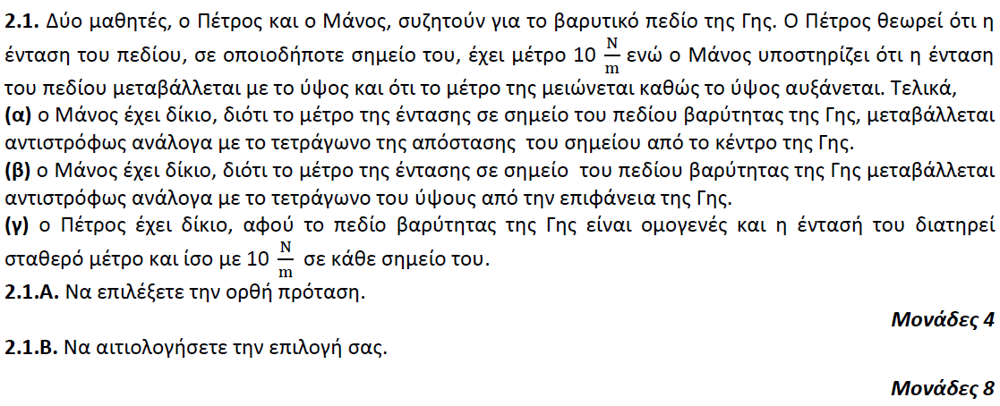 2.1. Δύο μαθητές, ο Πέτρος και ο Μάνος, συζητούν για το βαρυτικό πεδίο της Γης. Ο Πέτρος θεωρεί ότι η
ένταση του πεδίου, σε οποιοδήποτε σημείο του, έχει μέτρο 10 N/m ενώ ο Μάνος υποστηρίζει ότι η ένταση
του πεδίου μεταβάλλεται με το ύψος και ότι το μέτρο της μειώνεται καθώς το ύψος αυξάνεται. Τελικά,
(α) ο Μάνος έχει δίκιο, διότι το μέτρο της έντασης σε σημείο του πεδίου βαρύτητας της Γης, μεταβάλλεται
αντιστρόφως ανάλογα με το τετράγωνο της απόστασης του σημείου από το κέντρο της Γης.
(β) ο Μάνος έχει δίκιο, διότι το μέτρο της έντασης σε σημείο του πεδίου βαρύτητας της Γης μεταβάλλεται
αντιστρόφως ανάλογα με το τετράγωνο του ύψους από την επιφάνεια της Γης.
(γ) ο Πέτρος έχει δίκιο, αφού το πεδίο βαρύτητας της Γης είναι ομογενές και η έντασή του διατηρεί
σταθερό μέτρο και ίσο με 10 N/m σε κάθε σημείο του.
2.1.Α. Να επιλέξετε την ορθή πρόταση.
Μονάδες 4
2.1.Β. Να αιτιολογήσετε την επιλογή σας.
Μονάδες 8